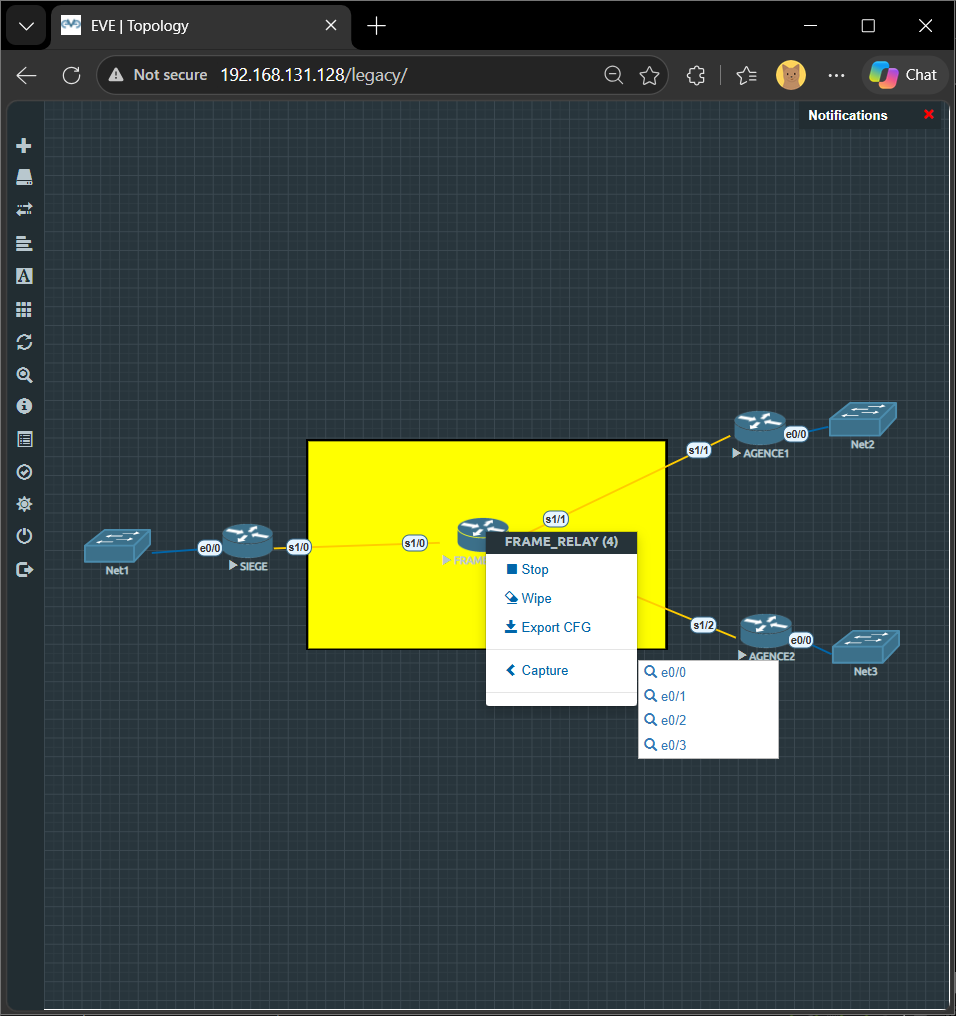 EVE | Topology
Not secure 192.168.131.128/legacy/
Chat
Notifications
s1/1
e0/0
AGENCE1
Net2
s1/1
s1/0
e0/0
s1/0
SIEGE
Net1
FRAME_RELAY (4)
Stop
Wipe
Export CFG
Capture
s1/2
e0/0
AGENCE2
Net3
e0/0
e0/1
e0/2
e0/3